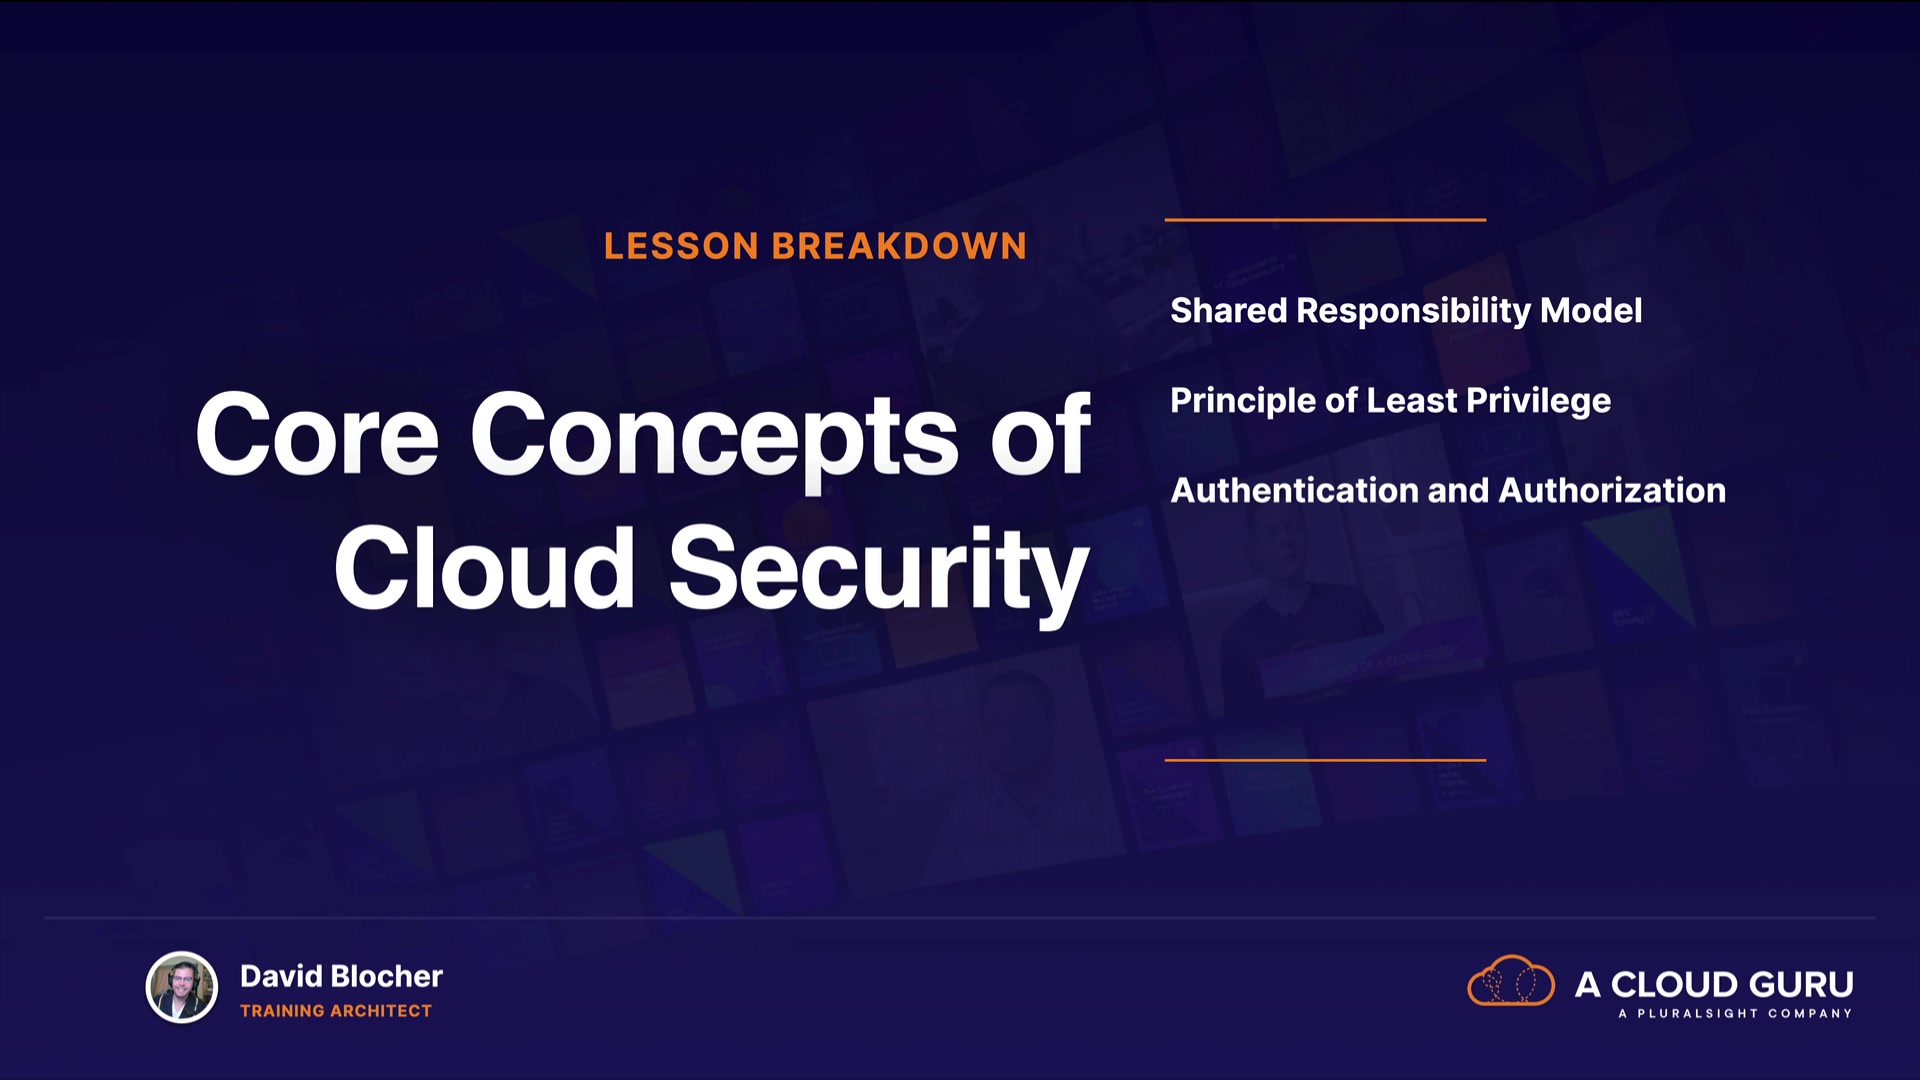 LESSON BREAKDOWN
Core Concepts of
Cloud Security
Shared Responsibility Model
Principle of Least Privilege
Authentication and Authorization
David Blocher
TRAINING ARCHITECT
A CLOUD GURU
A PLURALSIGHT COMPANY